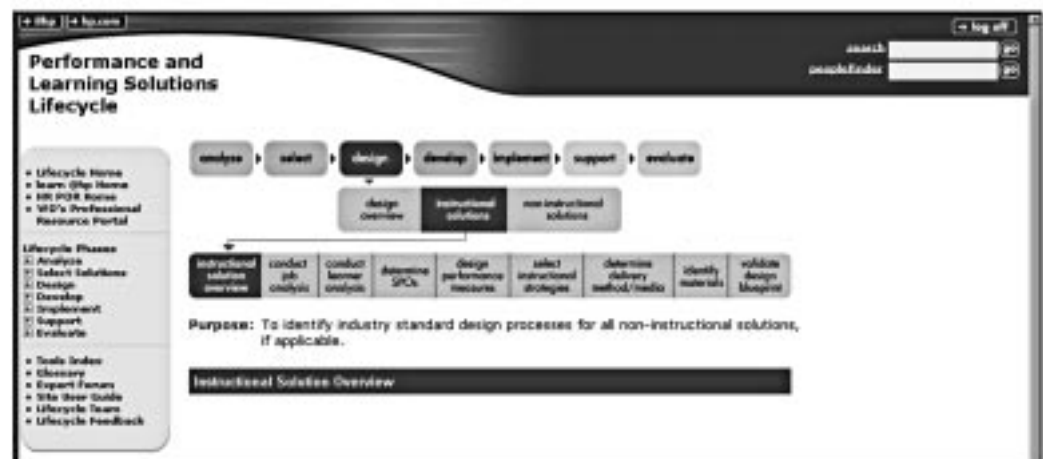 @hp hp.com
log off
search go
peoplefinder go
Performance and
Learning Solutions
Lifecycle
analyze select design develop implement support evaluate
design overview instructional solutions non-instructional solutions
instructional solution overview conduct job analysis conduct learner analysis determine SPOs design performance measures select instructional strategies determine delivery method/media identify materials validate design blueprint
Lifecycle Home
learn @hp Home
HR POR Home
WD's Professional
Resource Portal
Lifecycle Phases
Analyze
Select Solutions
Design
Develop
Implement
Support
Evaluate
Tools Index
Glossary
Expert Forum
Site User Guide
Lifecycle Team
Lifecycle Feedback
Purpose: To identify industry standard design processes for all non-instructional solutions,
if applicable.
Instructional Solution Overview